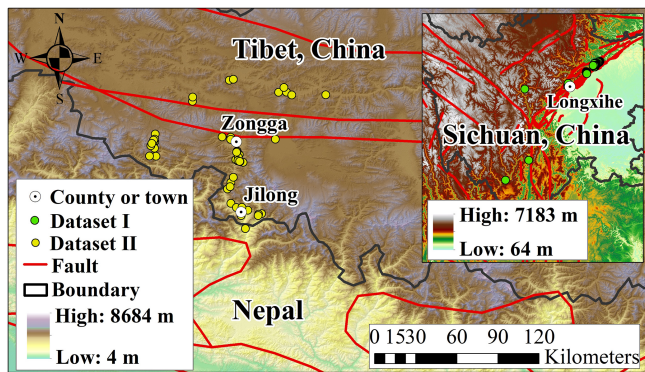 N
W E
S
Tibet, China
Zongga
Jilong
Nepal
Longxihe
Sichuan, China
High: 7183 m
Low: 64 m
County or town
Dataset I
Dataset II
Fault
Boundary
High: 8684 m
Low: 4 m
0 1530 60 90 120
Kilometers